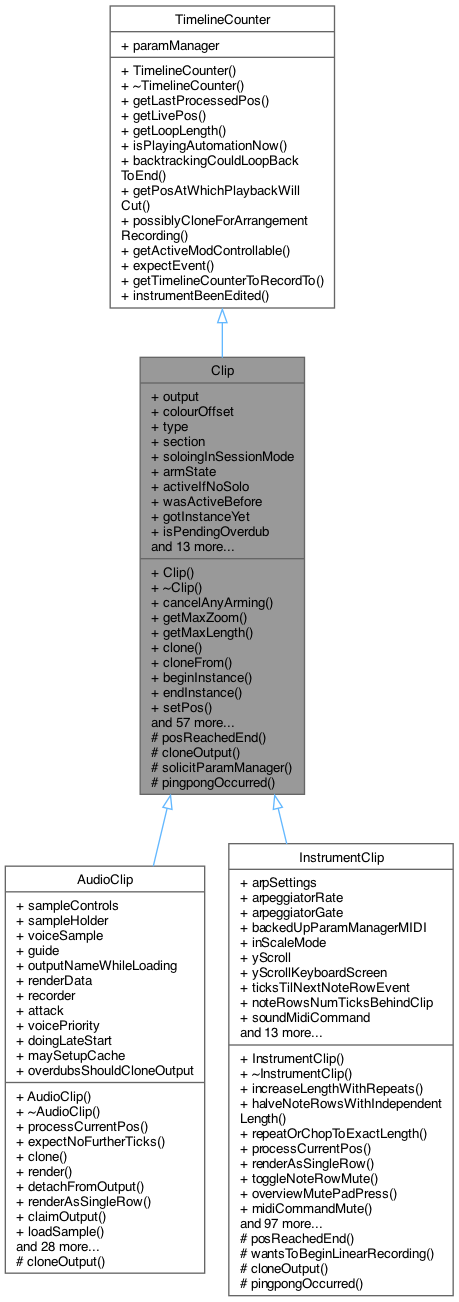 TimelineCounter
+ paramManager
+ TimelineCounter()
+ ~TimelineCounter()
+ getLastProcessedPos()
+ getLivePos()
+ getLoopLength()
+ isPlayingAutomationNow()
+ backtrackingCouldLoopBack
ToEnd()
+ getPosAtWhichPlaybackWill
Cut()
+ possiblyCloneForArrangement
Recording()
+ getActiveModControllable()
+ expectEvent()
+ getTimelineCounterToRecordTo()
+ instrumentBeenEdited()
Clip
+ output
+ colourOffset
+ type
+ section
+ soloingInSessionMode
+ armState
+ activeIfNoSolo
+ wasActiveBefore
+ gotInstanceYet
+ isPendingOverdub
and 13 more...
+ Clip()
+ ~Clip()
+ cancelAnyArming()
+ getMaxZoom()
+ getMaxLength()
+ clone()
+ cloneFrom()
+ beginInstance()
+ endInstance()
+ setPos()
and 57 more...
# posReachedEnd()
# cloneOutput()
# solicitParamManager()
# pingpongOccurred()
AudioClip
+ sampleControls
+ sampleHolder
+ voiceSample
+ guide
+ outputNameWhileLoading
+ renderData
+ recorder
+ attack
+ voicePriority
+ doingLateStart
+ maySetupCache
+ overdubsShouldCloneOutput
+ AudioClip()
+ ~AudioClip()
+ processCurrentPos()
+ expectNoFurtherTicks()
+ clone()
+ render()
+ detachFromOutput()
+ renderAsSingleRow()
+ claimOutput()
+ loadSample()
and 28 more...
# cloneOutput()
InstrumentClip
+ arpSettings
+ arpeggiatorRate
+ arpeggiatorGate
+ backedUpParamManagerMIDI
+ inScaleMode
+ yScroll
+ yScrollKeyboardScreen
+ ticksTilNextNoteRowEvent
+ noteRowsNumTicksBehindClip
+ soundMidiCommand
and 13 more...
+ InstrumentClip()
+ ~InstrumentClip()
+ increaseLengthWithRepeats()
+ halveNoteRowsWithIndependent
Length()
+ repeatOrChopToExactLength()
+ processCurrentPos()
+ renderAsSingleRow()
+ toggleNoteRowMute()
+ overviewMutePadPress()
+ midiCommandMute()
and 97 more...
# posReachedEnd()
# wantsToBeginLinearRecording()
# cloneOutput()
# pingpongOccurred()